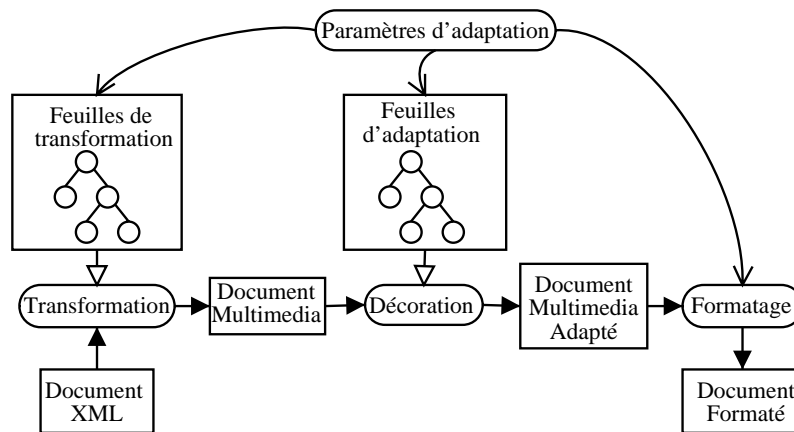 Paramètres d'adaptation
Feuilles de
transformation
Feuilles
d'adaptation
Transformation
Document
Multimedia
Décoration
Document
Multimedia
Adapté
Formatage
Document
XML
Document
Formaté